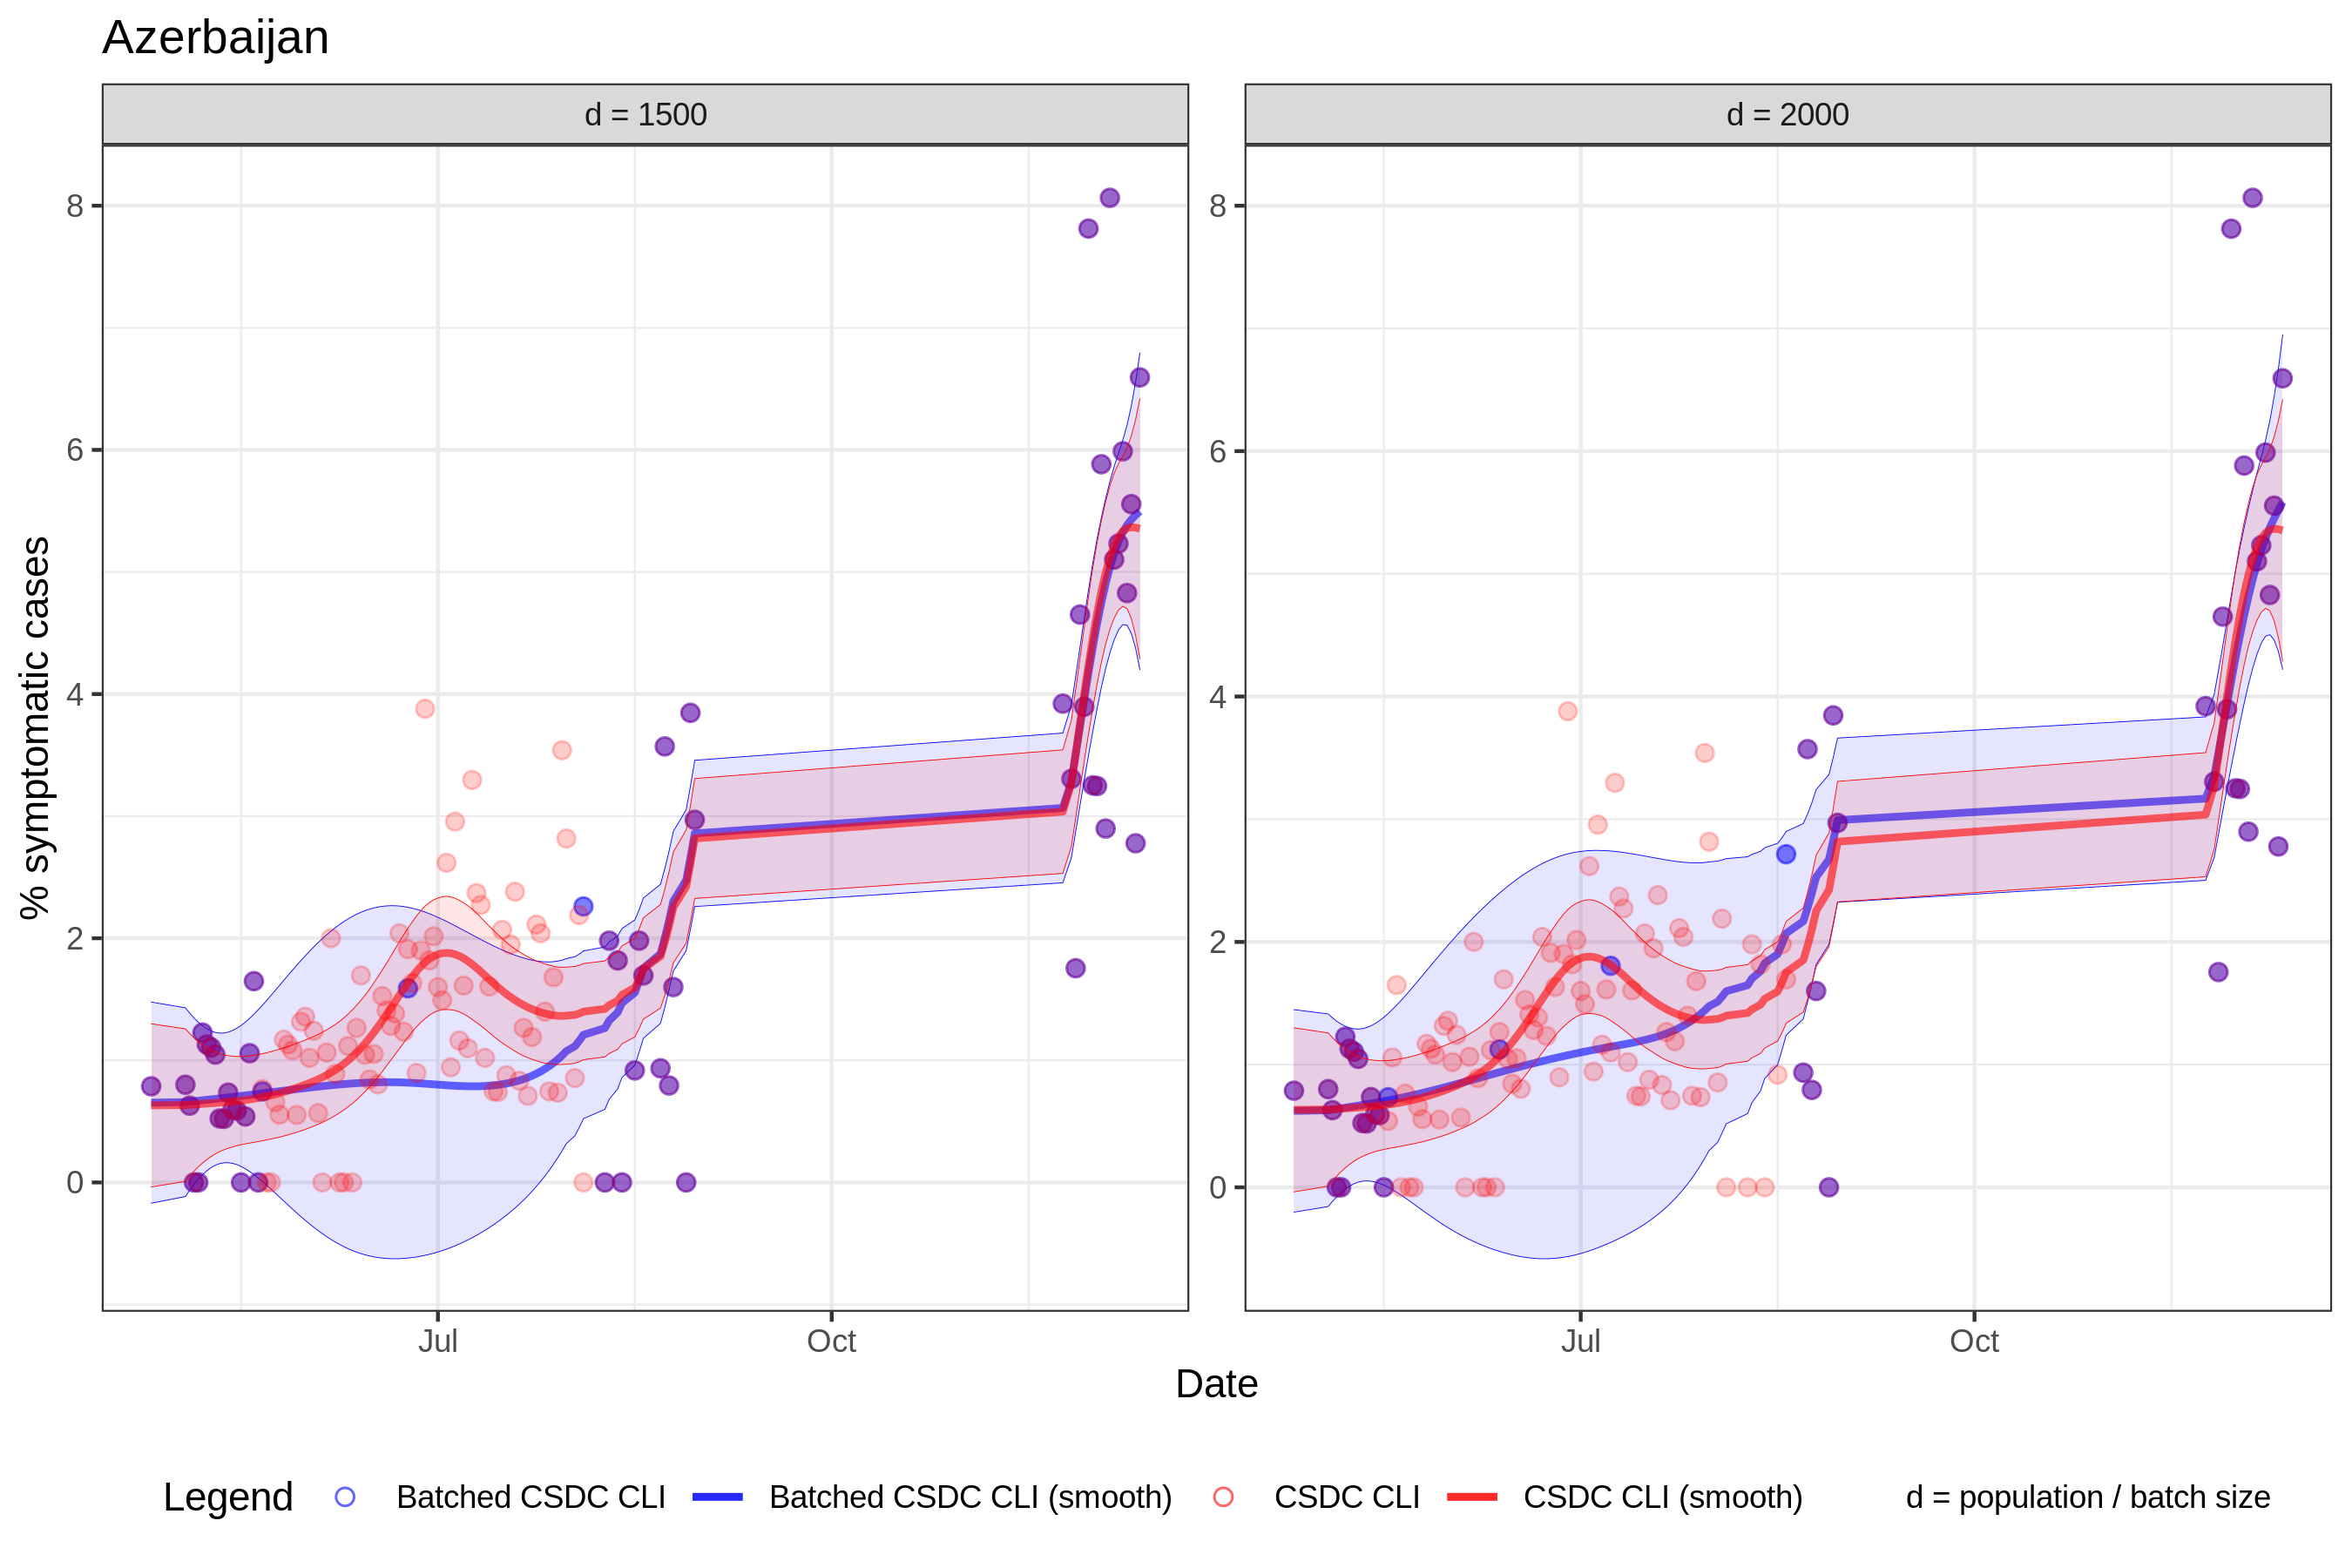 Azerbaijan
d = 1500
d = 2000
% symptomatic cases
8
6
4
2
0
8
6
4
2
0
Jul
Oct
Jul
Oct
Date
Legend
Batched CSDC CLI
Batched CSDC CLI (smooth)
CSDC CLI
CSDC CLI (smooth)
d = population / batch size